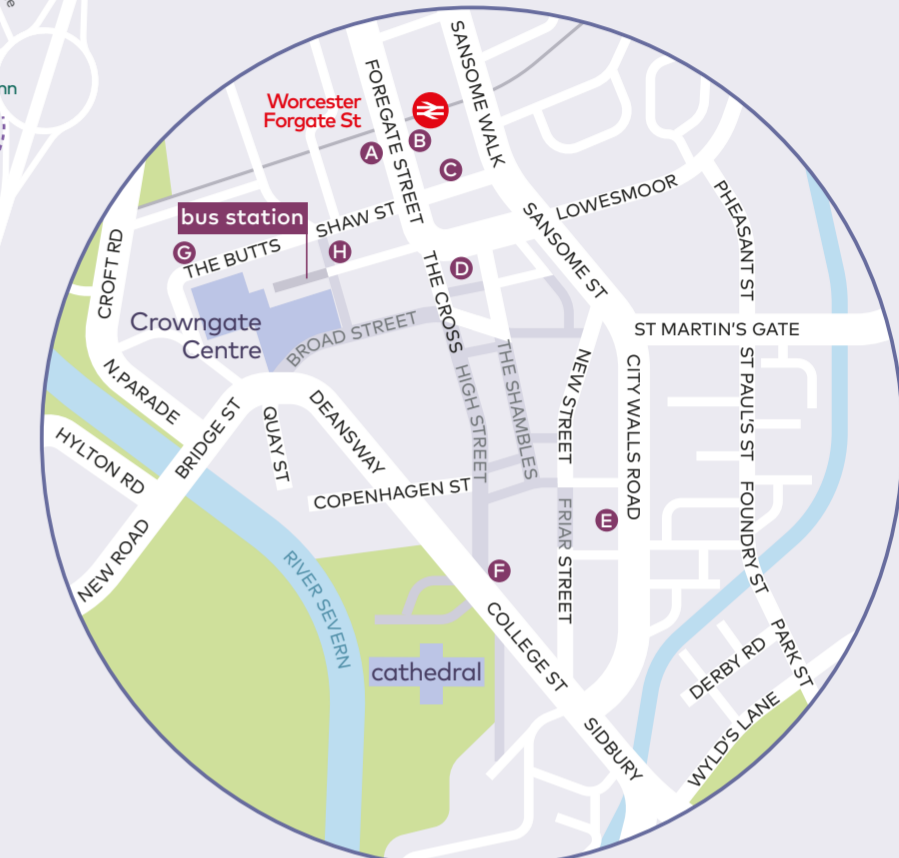 e
nn
Worcester
Forgate St
FOREGATE STREET
SANSOME WALK
A
B
C
LOWESMOOR
PHEASANT ST
SANSOME ST
bus station
SHAW ST
G
THE BUTTS
H
D
CROFT RD
THE CROSS
Crowngate
Centre
BROAD STREET
ST MARTIN'S GATE
N.PARADE
HIGH STREET
THE SHAMBLES
NEW STREET
CITY WALLS ROAD
ST PAUL'S ST
BRIDGE ST
QUAY ST
DEANSWAY
HYLTON RD
COPENHAGEN ST
FOUNDRY ST
E
FRIAR STREET
NEW ROAD
RIVER SEVERN
F
COLLEGE ST
cathedral
PARK ST
DERBY RD
WYLD'S LANE
SIDBURY